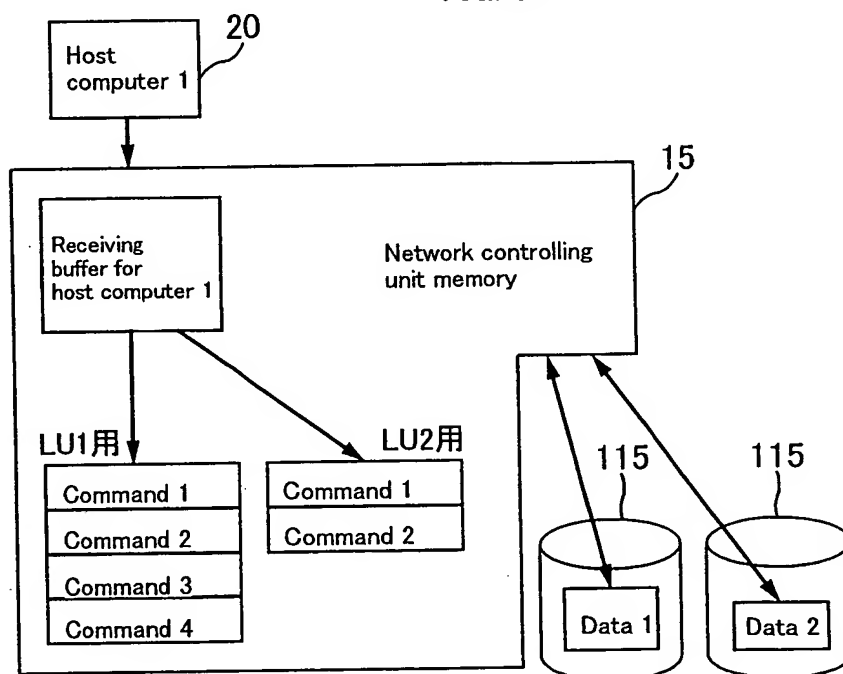 Host
computer 1
20
15
Receiving
buffer for
host computer 1
Network controlling
unit memory
LU1用
LU2用
Command 1
Command 2
Command 3
Command 4
Command 1
Command 2
115
115
Data 1
Data 2